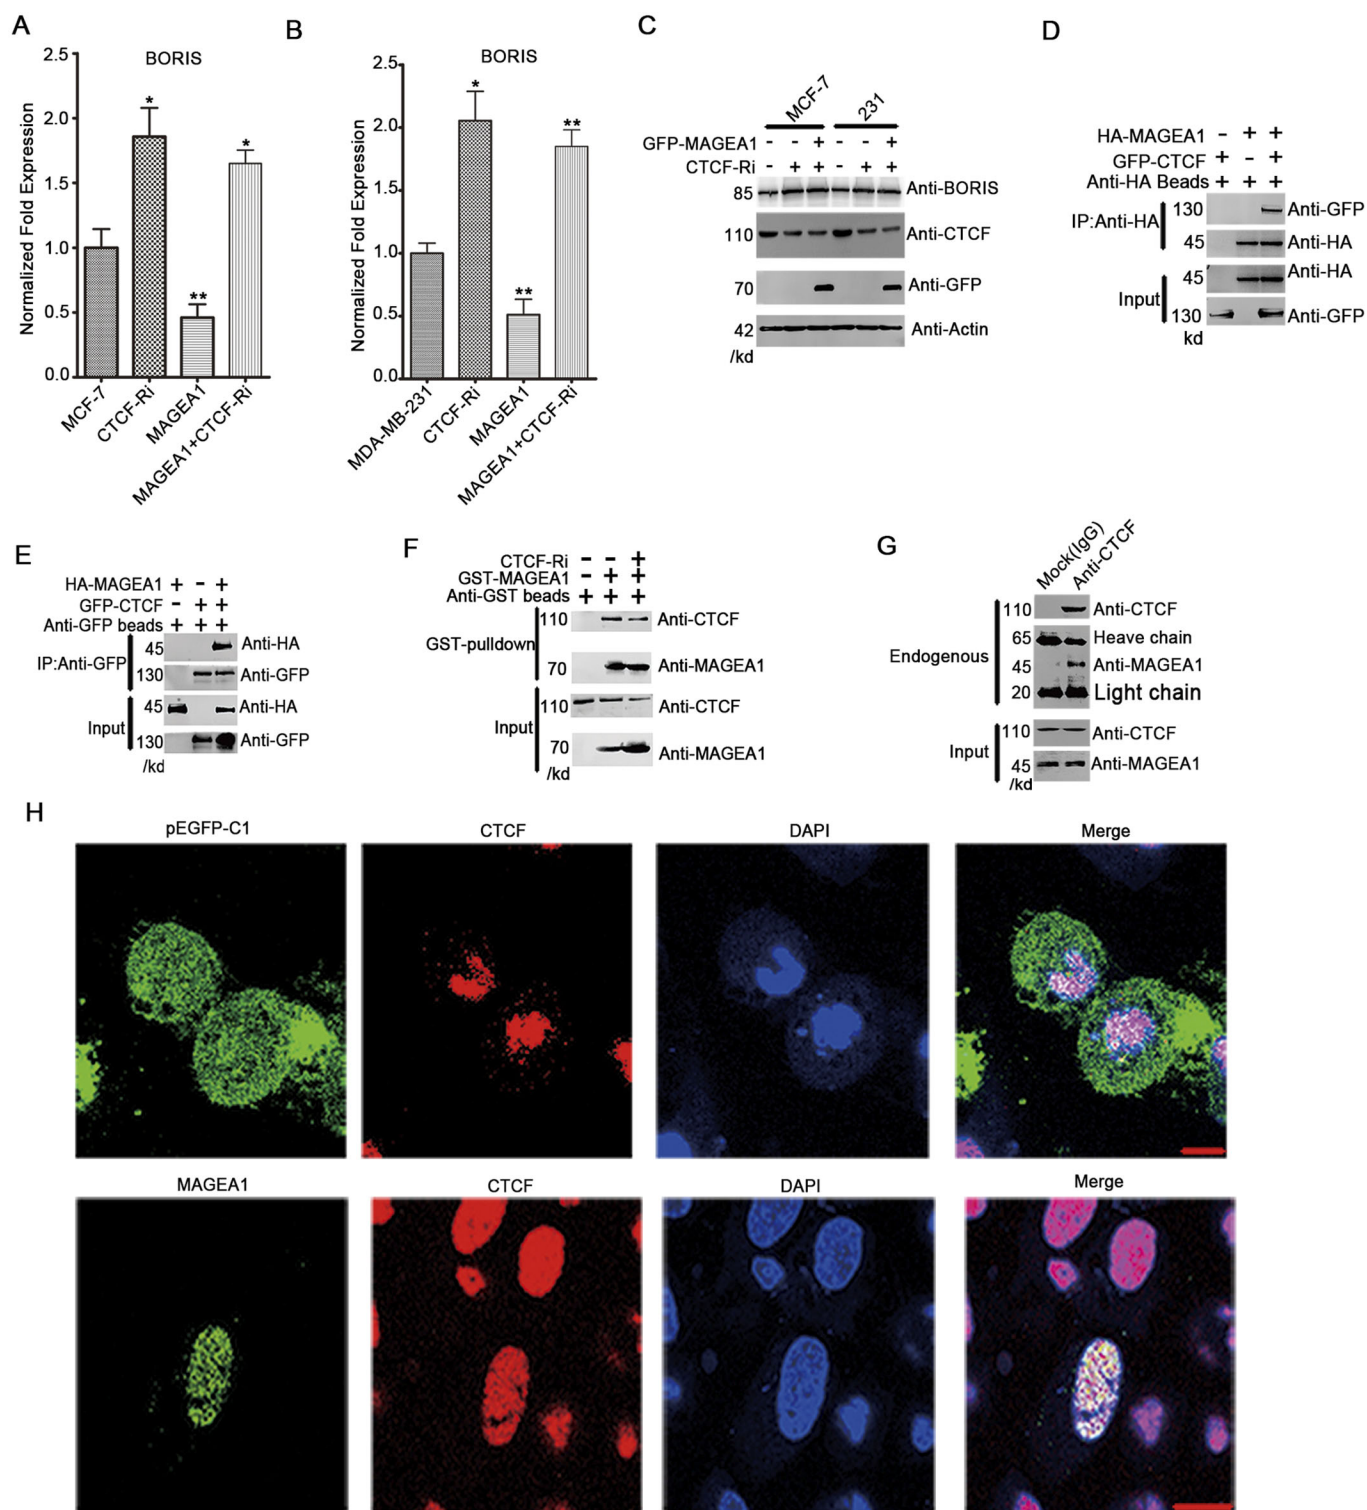 A
BORIS
Normalized Fold Expression
2.5
2.0
1.5
1.0
0.5
0.0
* * ** *
MCF-7
CTCF-Ri
MAGEA1
MAGEA1+CTCF-Ri
B
BORIS
Normalized Fold Expression
2.5
2.0
1.5
1.0
0.5
0.0
* ** **
MDA-MB-231
CTCF-Ri
MAGEA1
MAGEA1+CTCF-Ri
C
MCF-7 231
GFP-MAGEA1 + +
CTCF-Ri - + + - + +
85 Anti-BORIS
110 Anti-CTCF
70 Anti-GFP
42 Anti-Actin
/kd
D
HA-MAGEA1 - + +
GFP-CTCF + - +
Anti-HA Beads + + +
IP:Anti-HA
130 Anti-GFP
45 Anti-HA
Input
45 Anti-HA
130 Anti-GFP
kd
E
HA-MAGEA1 + - +
GFP-CTCF - + +
Anti-GFP beads + + +
IP:Anti-GFP
45 Anti-HA
130 Anti-GFP
Input
45 Anti-HA
130 Anti-GFP
/kd
F
CTCF-Ri - - +
GST-MAGEA1 - + +
Anti-GST beads + + +
GST-pulldown
110 Anti-CTCF
70 Anti-MAGEA1
Input
110 Anti-CTCF
70 Anti-MAGEA1
/kd
G
Mock(IgG)
Anti-CTCF
Endogenous
110 Anti-CTCF
65 Heave chain
45 Anti-MAGEA1
20 Light chain
Input
110 Anti-CTCF
45 Anti-MAGEA1
/kd
H
pEGFP-C1 CTCF DAPI Merge
MAGEA1 CTCF DAPI Merge